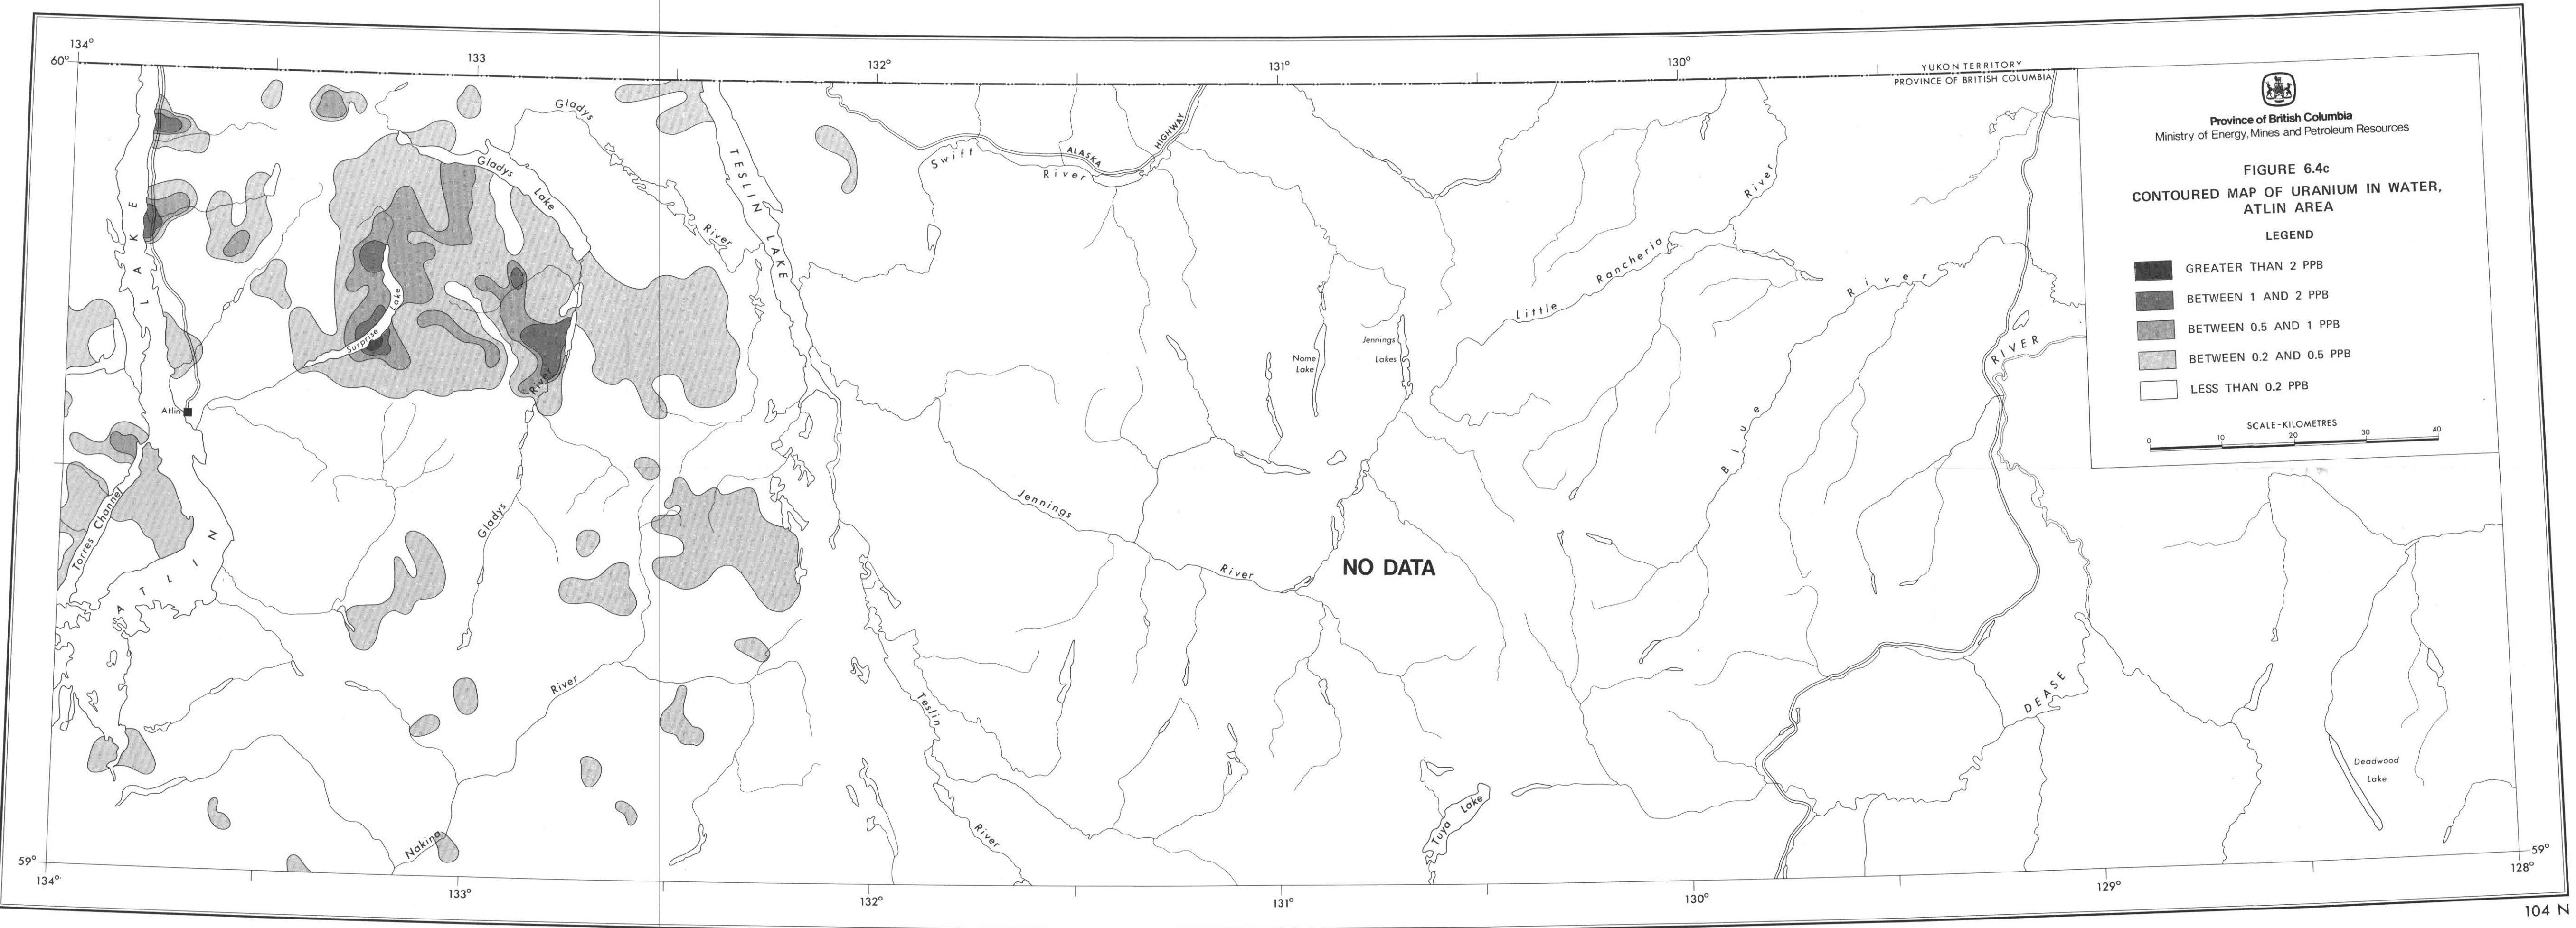 134°
133
132°
131°
130°
60°
YUKON TERRITORY
PROVINCE OF BRITISH COLUMBIA
Province of British Columbia
Ministry of Energy, Mines and Petroleum Resources
FIGURE 6.4c
CONTOURED MAP OF URANIUM IN WATER,
ATLIN AREA
LEGEND
GREATER THAN 2 PPB
BETWEEN 1 AND 2 PPB
BETWEEN 0.5 AND 1 PPB
BETWEEN 0.2 AND 0.5 PPB
LESS THAN 0.2 PPB
SCALE-KILOMETRES
0 10 20 30 40
Gladys
River
Gladys
Lake
TESLIN LAKE
Swift
River
ALASKA
HIGHWAY
LAKE
Surprise Lake
River
Atlin
Torres Channel
ATLIN
Gladys
Nome
Lake
Jennings
Lakes
Little Rancheria
River
Blue
River
RIVER
DEASE
Jennings
River
NO DATA
Teslin
River
River
Nakina
Tuya Lake
Deadwood
Lake
59°
134°
133°
132°
131°
130°
129°
59°
128°
104 N